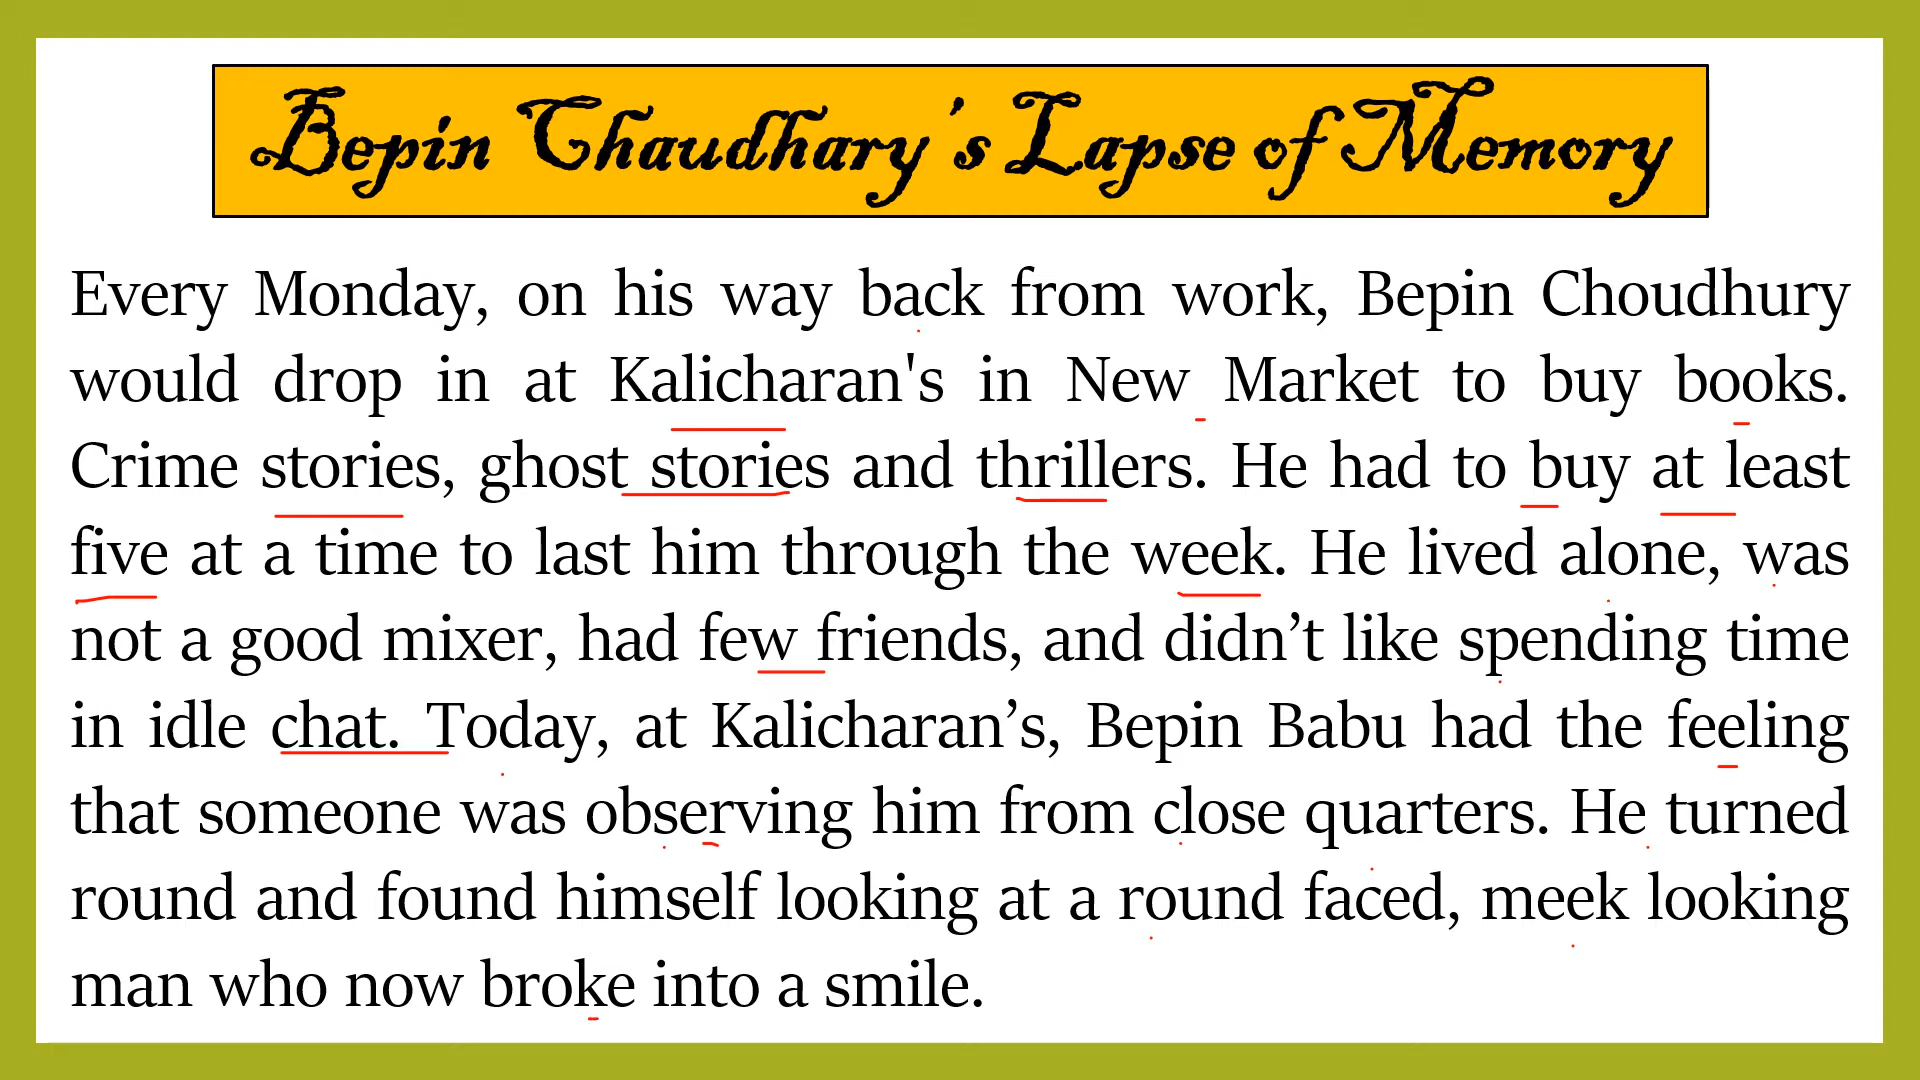 Bepin Chaudhary's Lapse of Memory
Every Monday, on his way back from work, Bepin Choudhury
would drop in at Kalicharan's in New Market to buy books.
Crime stories, ghost stories and thrillers. He had to buy at least
five at a time to last him through the week. He lived alone, was
not a good mixer, had few friends, and didn’t like spending time
in idle chat. Today, at Kalicharan’s, Bepin Babu had the feeling
that someone was observing him from close quarters. He turned
round and found himself looking at a round faced, meek looking
man who now broke into a smile.